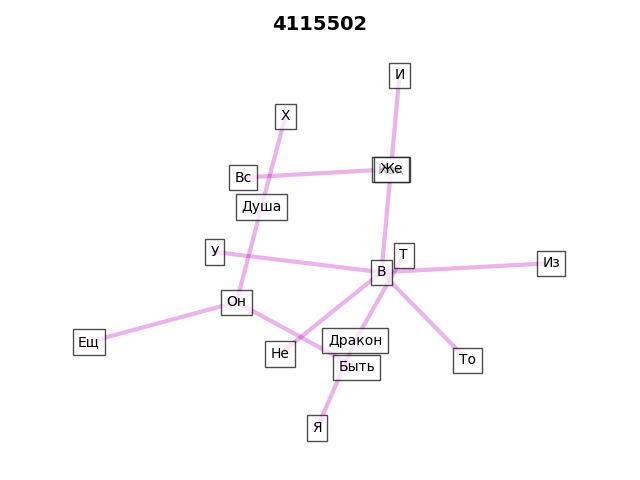 4115502
И
Х
Же
Вс
Душа
У
Т
Из
В
Он
Дракон
Ещ
Не
То
Быть
Я